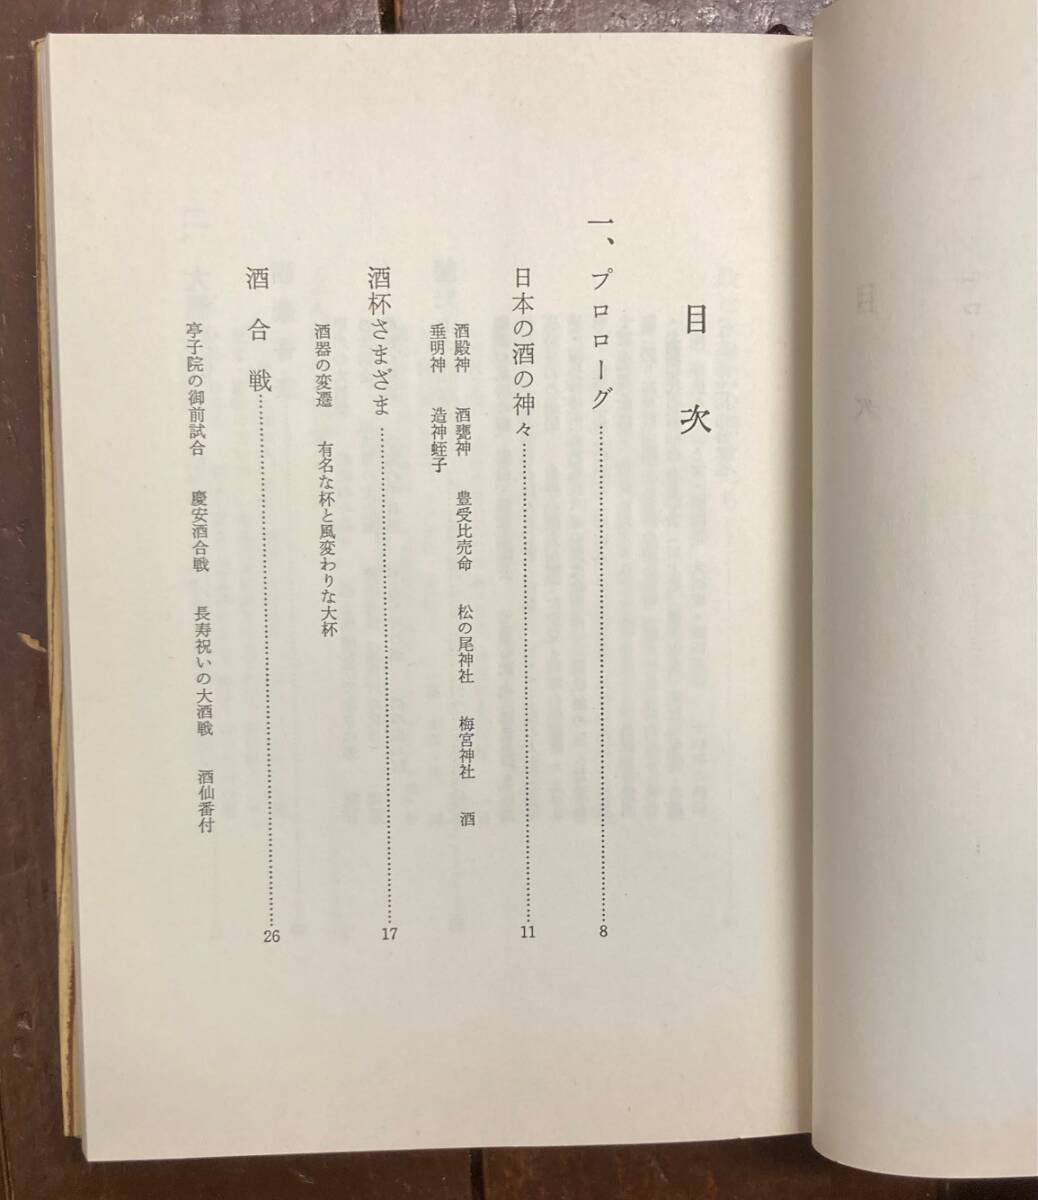 目次
一、プロローグ……8
日本の酒の神々……11
酒殿神　酒甕神　豊受比売命　松の尾神社　梅宮神社　酒
垂明神　造神蛭子
酒杯さまざま……17
酒器の変遷　有名な杯と風変わりな大杯
酒合戦……26
亭子院の御前試合　慶安酒合戦　長寿祝いの大酒戦　酒仙番付